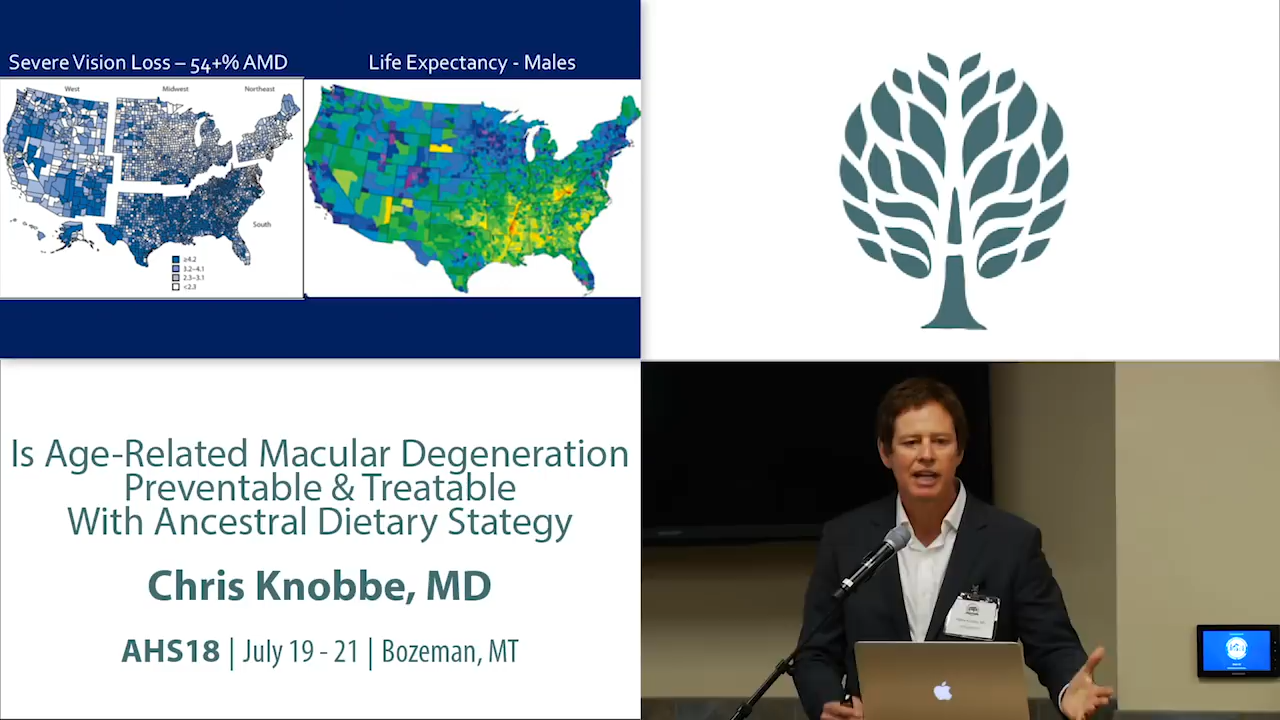 Severe Vision Loss – 54+% AMD
Life Expectancy - Males
West
Midwest
Northeast
South
≥4.2
3.2–4.1
2.3–3.1
<2.3
Is Age-Related Macular Degeneration
Preventable & Treatable
With Ancestral Dietary Stategy
Chris Knobbe, MD
AHS18 | July 19 - 21 | Bozeman, MT